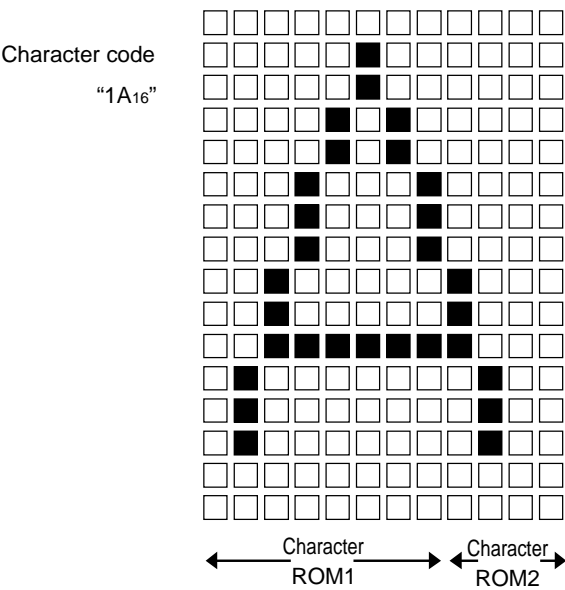 Character code
“1A16”
Character
ROM1
Character
ROM2